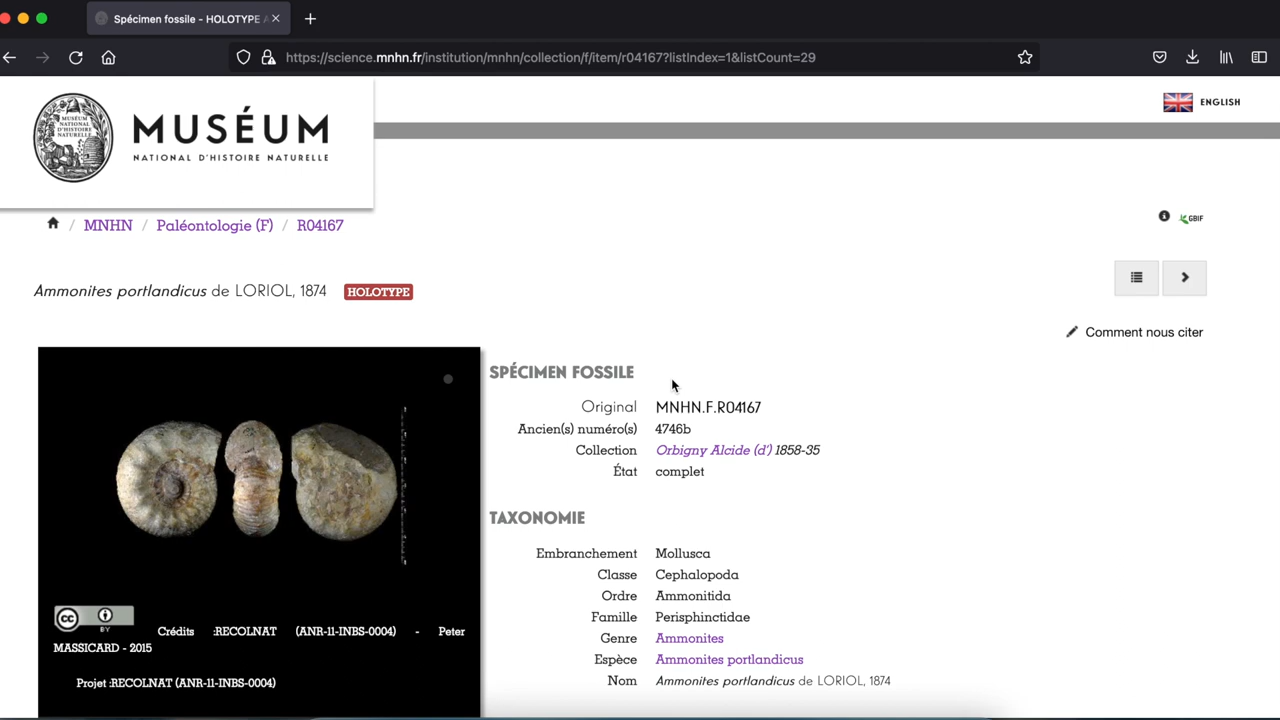 Spécimen fossile - HOLOTYPE
https://science.mnhn.fr/institution/mnhn/collection/f/item/r04167?listIndex=1&listCount=29
MUSÉUM
NATIONAL D'HISTOIRE NATURELLE
ENGLISH
MNHN / Paléontologie (F) / R04167
GBIF
Ammonites portlandicus de LORIOL, 1874 HOLOTYPE
Comment nous citer
SPÉCIMEN FOSSILE
Original MNHN.F.R04167
Ancien(s) numéro(s) 4746b
Collection Orbigny Alcide (d') 1858-35
État complet
TAXONOMIE
Embranchement Mollusca
Classe Cephalopoda
Ordre Ammonitida
Famille Perisphinctidae
Genre Ammonites
Espèce Ammonites portlandicus
Nom Ammonites portlandicus de LORIOL, 1874
cc BY
Crédits :RECOLNAT (ANR-11-INBS-0004) - Peter
MASSICARD - 2015
Projet :RECOLNAT (ANR-11-INBS-0004)